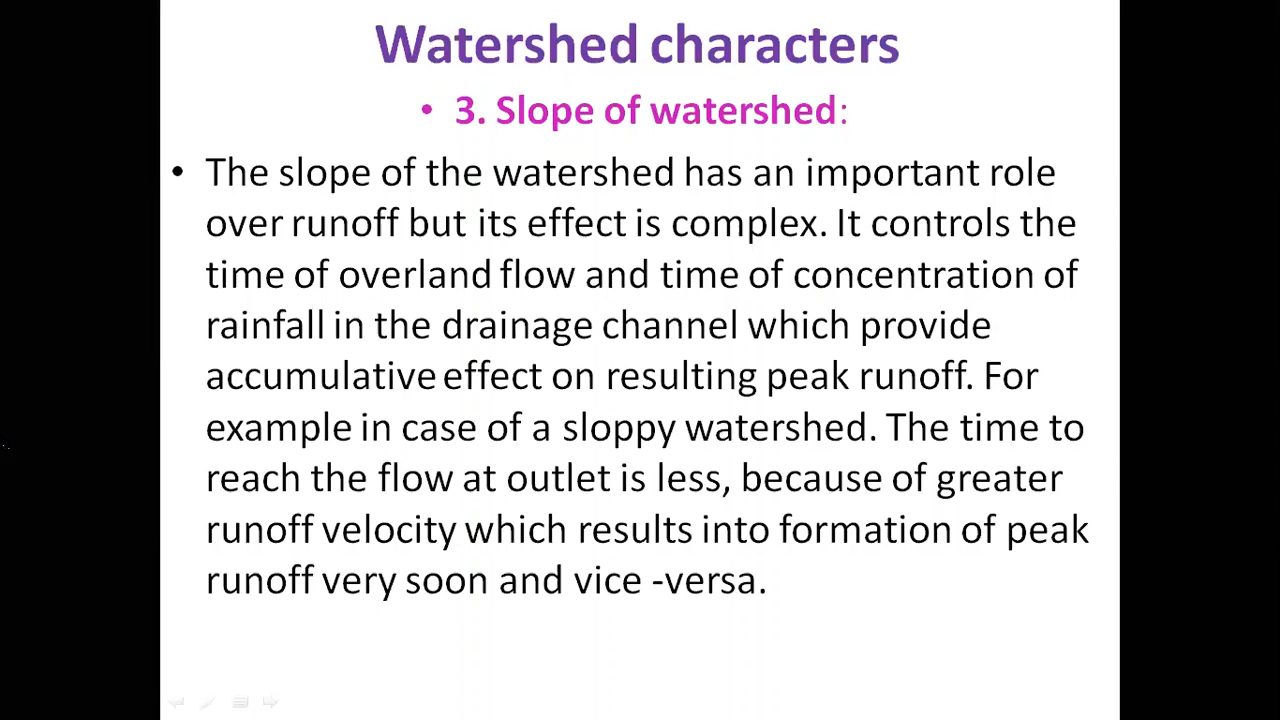 Watershed characters
• 3. Slope of watershed:
• The slope of the watershed has an important role
over runoff but its effect is complex. It controls the
time of overland flow and time of concentration of
rainfall in the drainage channel which provide
accumulative effect on resulting peak runoff. For
example in case of a sloppy watershed. The time to
reach the flow at outlet is less, because of greater
runoff velocity which results into formation of peak
runoff very soon and vice -versa.